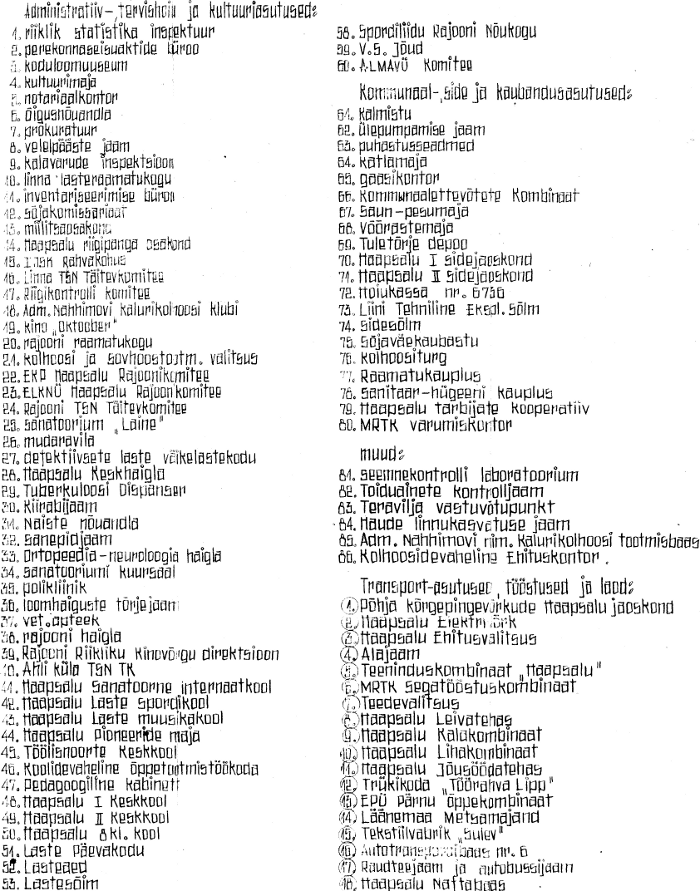 Administratiiv-, tervishoiu ja kultuuriasutused:
1. riiklik statistika inspektuur
2. perekonnaseisuaktide büroo
3. koduloomuuseum
4. kultuurimaja
5. notariaalkontor
6. õigusnõuandla
7. prokuratuur
8. velelpääste jaam
9. kalavarude inspektsioon
10. linna lasteraamatukogu
11. inventariseerimise büroo
12. sõjakomissariaat
13. miilitsaosakond
14. Haapsalu riigipanga osakond
15. Rahvakohus
16. Linna TSN Täitevkomitee
17. Riigikontrolli komitee
18. Adm. Nahhimovi kalurikolhoosi klubi
19. kino „Oktoober"
20. rajooni raamatukogu
21. kolhoosi ja sovhoosatootm. valitsus
22. EKP Haapsalu Rajoonikomitee
23. ELKNÜ Haapsalu Rajoonikomitee
24. Rajooni TSN Täitevkomitee
25. sanatoorium „Laine"
26. mudaravila
27. defektiivsete laste väikelastekodu
28. Haapsalu Keskhaigla
29. Tuberkuloosi Dispanser
30. Kiirabijaam
31. Naiste nõuandla
32. sanepidjaam
33. Ortopeedia-neuroloogia haigla
34. sanatooriumi kuursaal
35. polikliinik
36. loomhaiguste tõrjejaam
37. vet. apteek
38. rajooni haigla
39. Rajooni Riikliku Kinovõrgu direktsioon
40. Ahli küla TSN TK
41. Haapsalu Sanatoorne internaatkool
42. Haapsalu Laste spordikool
43. Haapsalu Laste muusikakool
44. Haapsalu Pioneeride maja
45. Töölisnoorte Keskkool
46. Koolidevaheline õppetootmistöökoda
47. Pedagoogiline kabinett
48. Haapsalu I Keskkool
49. Haapsalu II Keskkool
50. Haapsalu 8 kl. kool
51. Laste Päevakodu
52. Lasteaed
53. Lastesõim
58. Spordiliidu Rajooni Nõukogu
59. V.S. Jõud
60. ALMAVÜ Komitee
Kommunaal-, side ja kaubandusasutused:
61. kalmistu
62. ülepumpamise jaam
63. puhastusseadmed
64. katlamaja
65. gaasikontor
66. Kommunaalettevõtete Kombinaat
67. Saun-pesumaja
68. võõrastemaja
69. Tuletõrje depoo
70. Haapsalu I sidejaoskond
71. Haapsalu II sidejaoskond
72. Hoiukassa nr. 6736
73. Liini Tehniline Ekspl. Sõlm
74. sidesõlm
75. sõjaväekaubastu
76. kolhoositurg
77. Raamatukauplus
78. sanitaar-hügeeni kauplus
79. Haapsalu tarbijate kooperatiiv
80. MRTK varumiskontor
muud:
81. seemnekontrolli laboratoorium
82. Toiduainete kontrolljaam
83. Teravilja vastuvõtupunkt
84. Haude linnukasvatuse jaam
85. Adm. Nahhimovi nim. Kalurikolhoosi tootmisbaas
86. Kolhoosidevaheline Ehituskontor.
Transport-asutused, tööstused ja laod:
1. Põhja kõrgepingevõrkude Haapsalu jaoskond
2. Haapsalu Elektrivõrk
3. Haapsalu Ehitusvalitsus
4. Alajaam
5. Teeninduskombinaat „Haapsalu"
6. MRTK segatööstuskombinaat
7. Teedevalitsus
8. Haapsalu Leivatehas
9. Haapsalu Kalakombinaat
10. Haapsalu Lihakombinaat
11. Haapsalu Jõusöödatehas
12. Trükikoda „Töörahva Lipp"
13. EPÜ Pärnu õppekombinaat
14. Läänemaa Metsamajand
15. Tekstiilvabrik „Sulev"
16. Autotranspordibaas nr. 6
17. Raudteejaam ja autobussijaam
18. Haapsalu Naftabaas